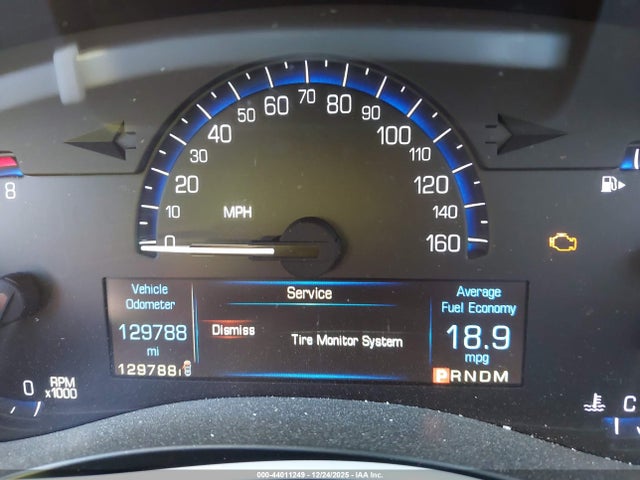 60 70 80
50 90
40 100
30 110
20 120
10 MPH 140
0 160
8
Vehicle
Odometer
129788
mi
129788
Service
Dismiss
Tire Monitor System
Average
Fuel Economy
18.9
mpg
PRNDM
0 RPM
x1000
C
000-44011249 - 12/24/2025 - IAA Inc.